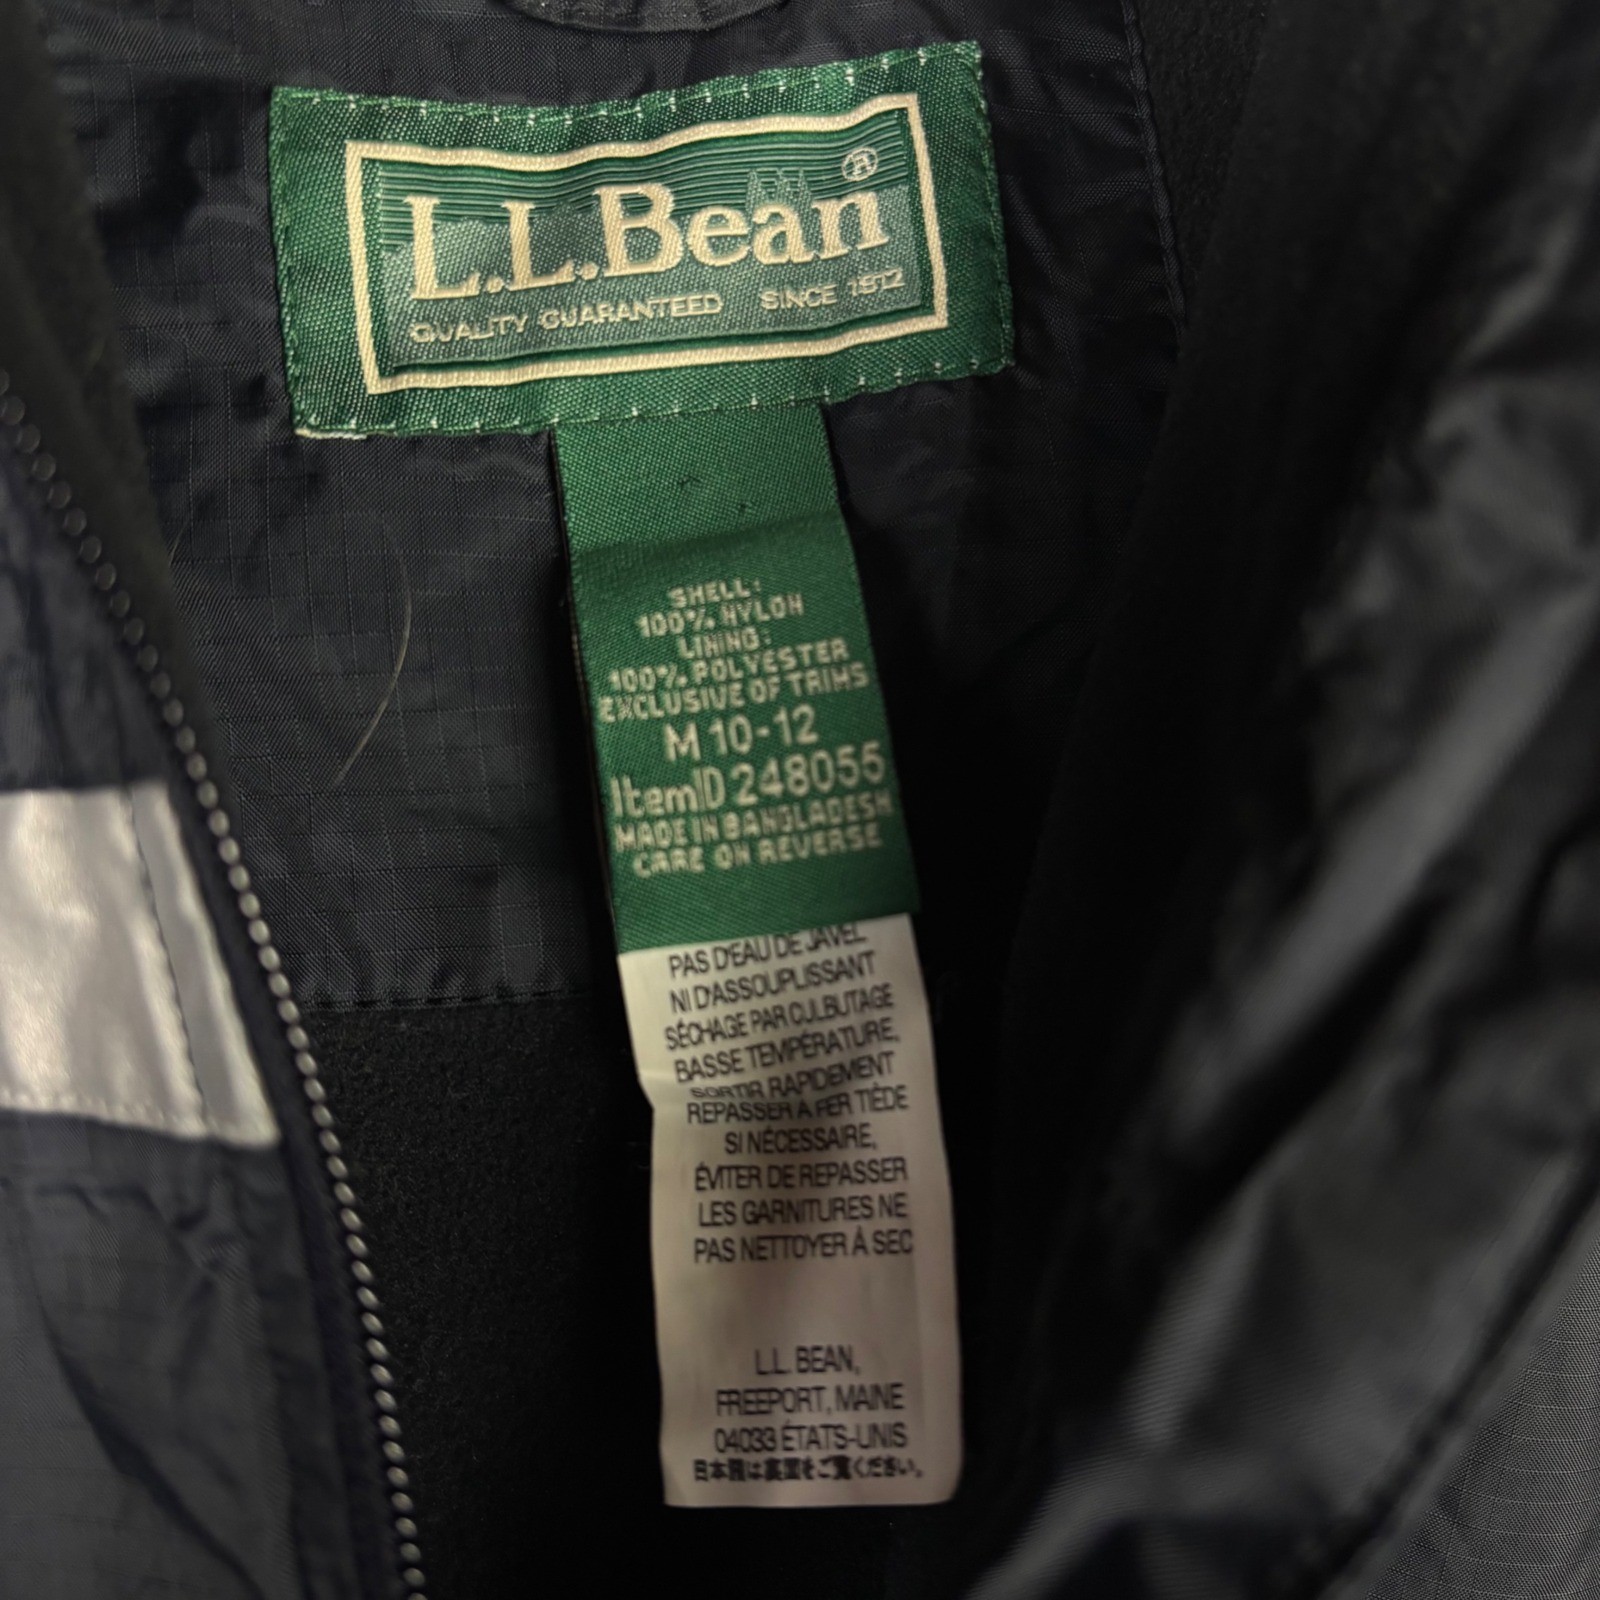 L.L.Bean®
QUALITY GUARANTEED SINCE 1912
SHELL:
100% NYLON
LINING:
100% POLYESTER
EXCLUSIVE OF TRIMS
M 10-12
ItemID 248055
MADE IN BANGLADESH
CARE ON REVERSE
PAS D'EAU DE JAVEL
NI D'ASSOUPLISSANT
SÉCHAGE PAR CULBUTAGE
BASSE TEMPÉRATURE,
SORTIR RAPIDEMENT
REPASSER À FER TIÈDE
SI NÉCESSAIRE,
ÉVITER DE REPASSER
LES GARNITURES NE
PAS NETTOYER À SEC
L.L. BEAN,
FREEPORT, MAINE
04033 ÉTATS-UNIS
日本語は裏面をご覧ください。